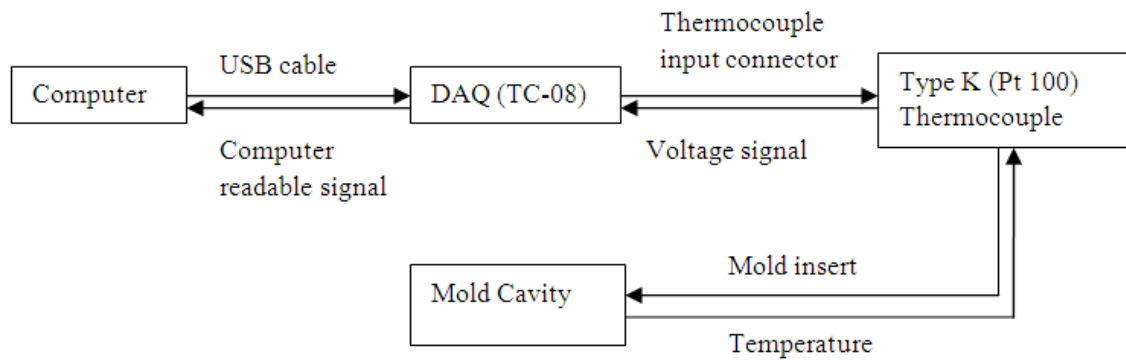 Thermocouple
input connector
USB cable
Computer
DAQ (TC-08)
Type K (Pt 100)
Thermocouple
Computer
readable signal
Voltage signal
Mold insert
Mold Cavity
Temperature